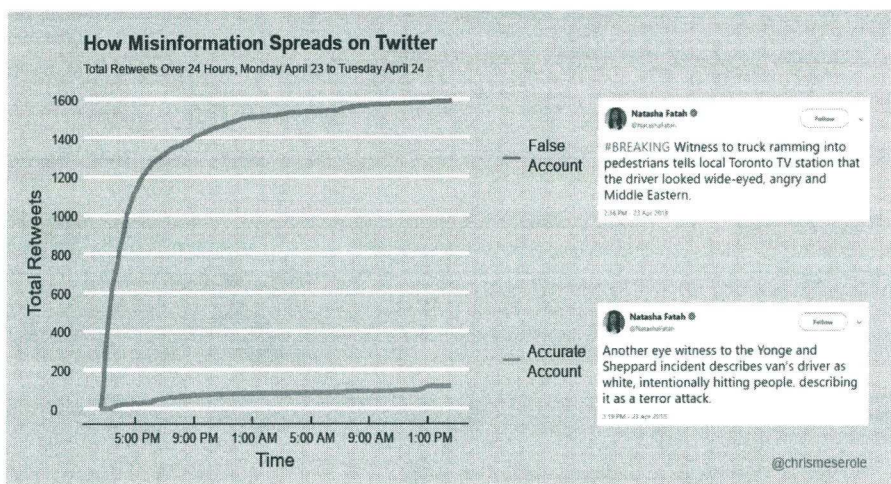 How Misinformation Spreads on Twitter
Total Retweets Over 24 Hours, Monday April 23 to Tuesday April 24
Total Retweets
1600
1400
1200
1000
800
600
400
200
0
5:00 PM 9:00 PM 1:00 AM 5:00 AM 9:00 AM 1:00 PM
Time
False
Account
Natasha Fatah
@NatashaFatah
Follow
#BREAKING Witness to truck ramming into
pedestrians tells local Toronto TV station that
the driver looked wide-eyed, angry and
Middle Eastern.
23 Apr 2018
Accurate
Account
Natasha Fatah
@NatashaFatah
Follow
Another eye witness to the Yonge and
Sheppard incident describes van's driver as
white, intentionally hitting people, describing
it as a terror attack.
@chrismeserole